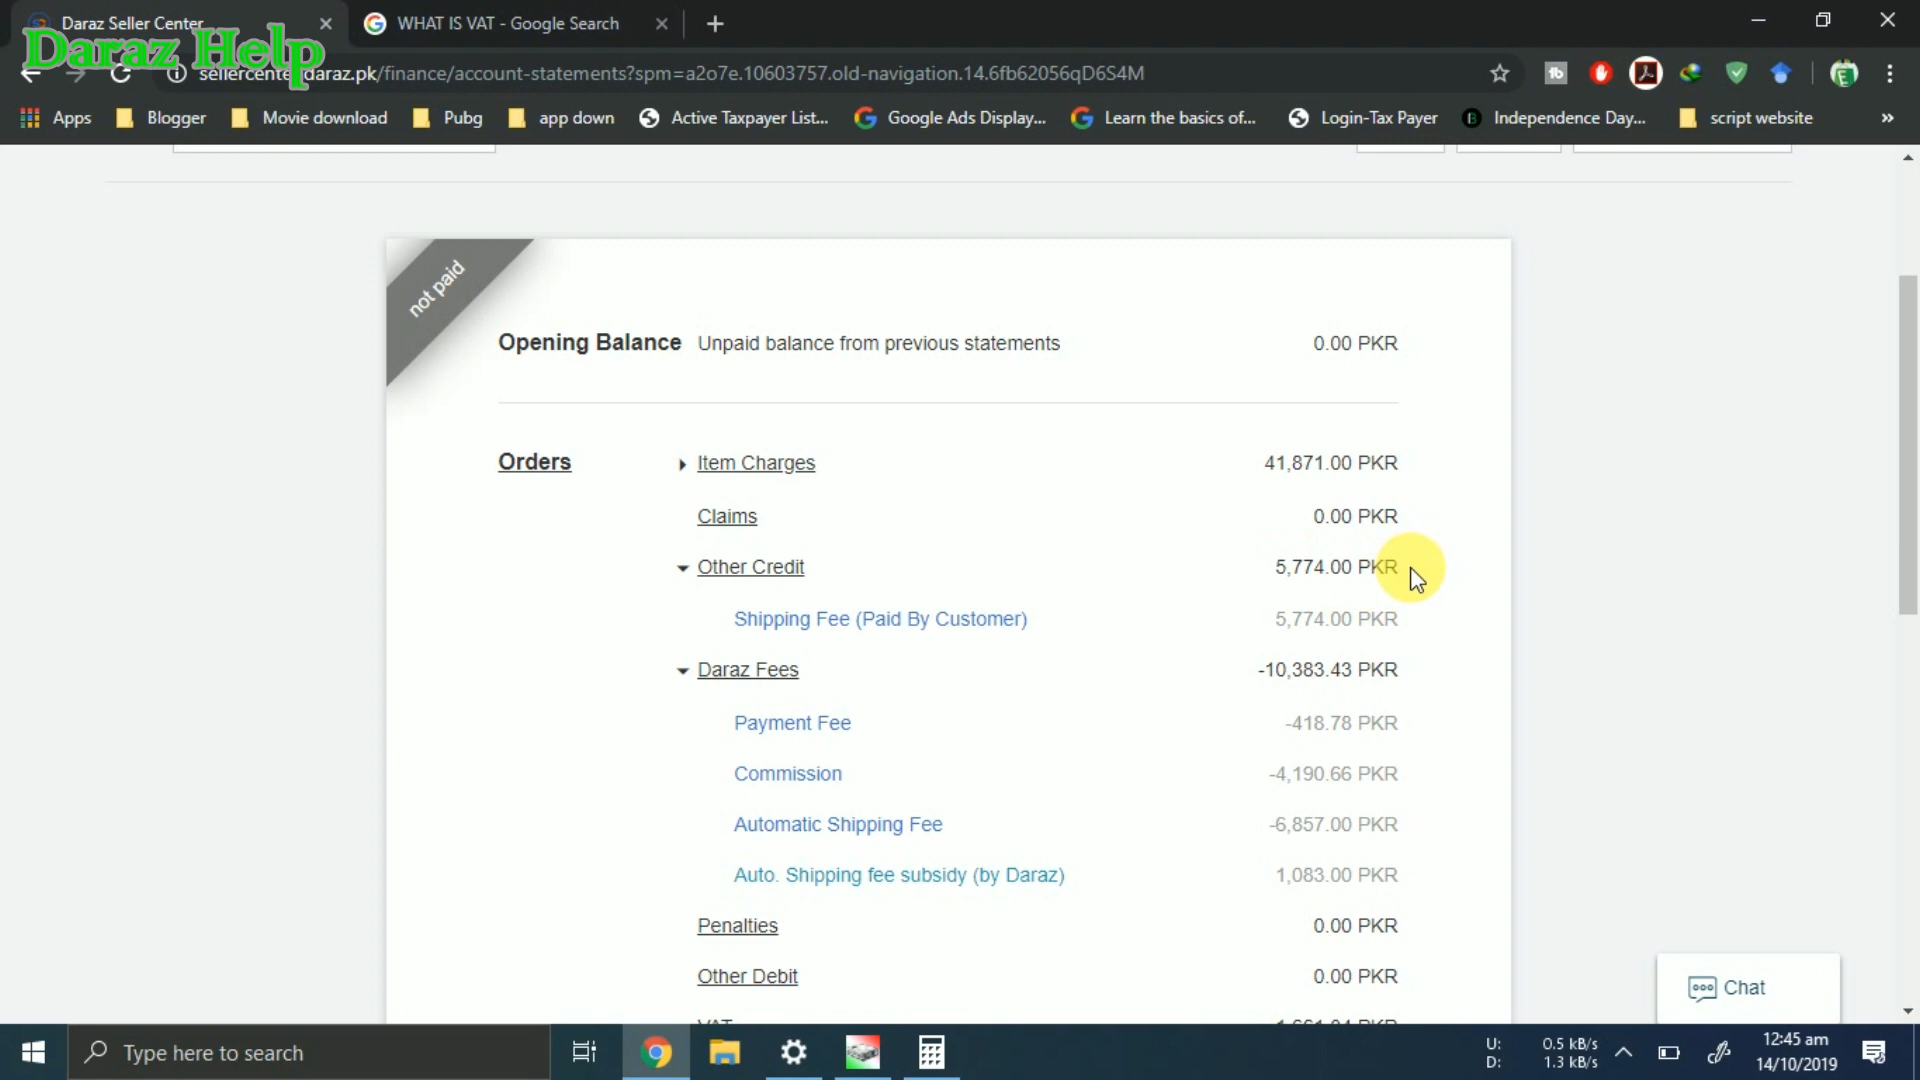 Daraz Seller Center
WHAT IS VAT - Google Search
Daraz Help
sellercenter.daraz.pk/finance/account-statements?spm=a2o7e.10603757.old-navigation.14.6fb62056qD6S4M
Apps Blogger Movie download Pubg app down Active Taxpayer List... Google Ads Display... Learn the basics of... Login-Tax Payer Independence Day... script website »
not paid
Opening Balance Unpaid balance from previous statements 0.00 PKR
Orders Item Charges 41,871.00 PKR
Claims 0.00 PKR
Other Credit 5,774.00 PKR
Shipping Fee (Paid By Customer) 5,774.00 PKR
Daraz Fees -10,383.43 PKR
Payment Fee -418.78 PKR
Commission -4,190.66 PKR
Automatic Shipping Fee -6,857.00 PKR
Auto. Shipping fee subsidy (by Daraz) 1,083.00 PKR
Penalties 0.00 PKR
Other Debit 0.00 PKR
VAT
Chat
Type here to search
U: 0.5 kB/s
D: 1.3 kB/s
12:45 am
14/10/2019